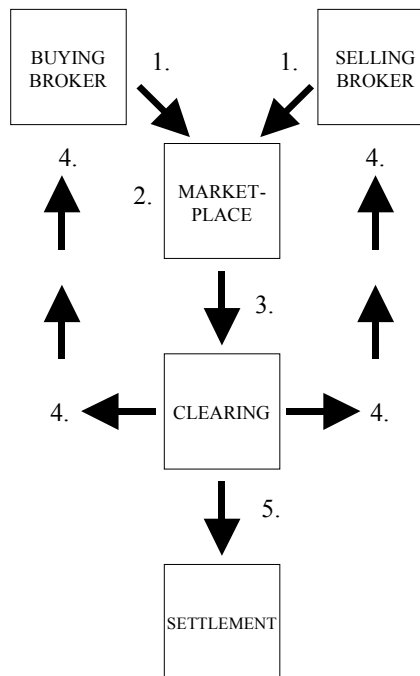 BUYING
BROKER
1.
1.
SELLING
BROKER
4.
4.
2.
MARKET-
PLACE
3.
4.
CLEARING
4.
5.
SETTLEMENT